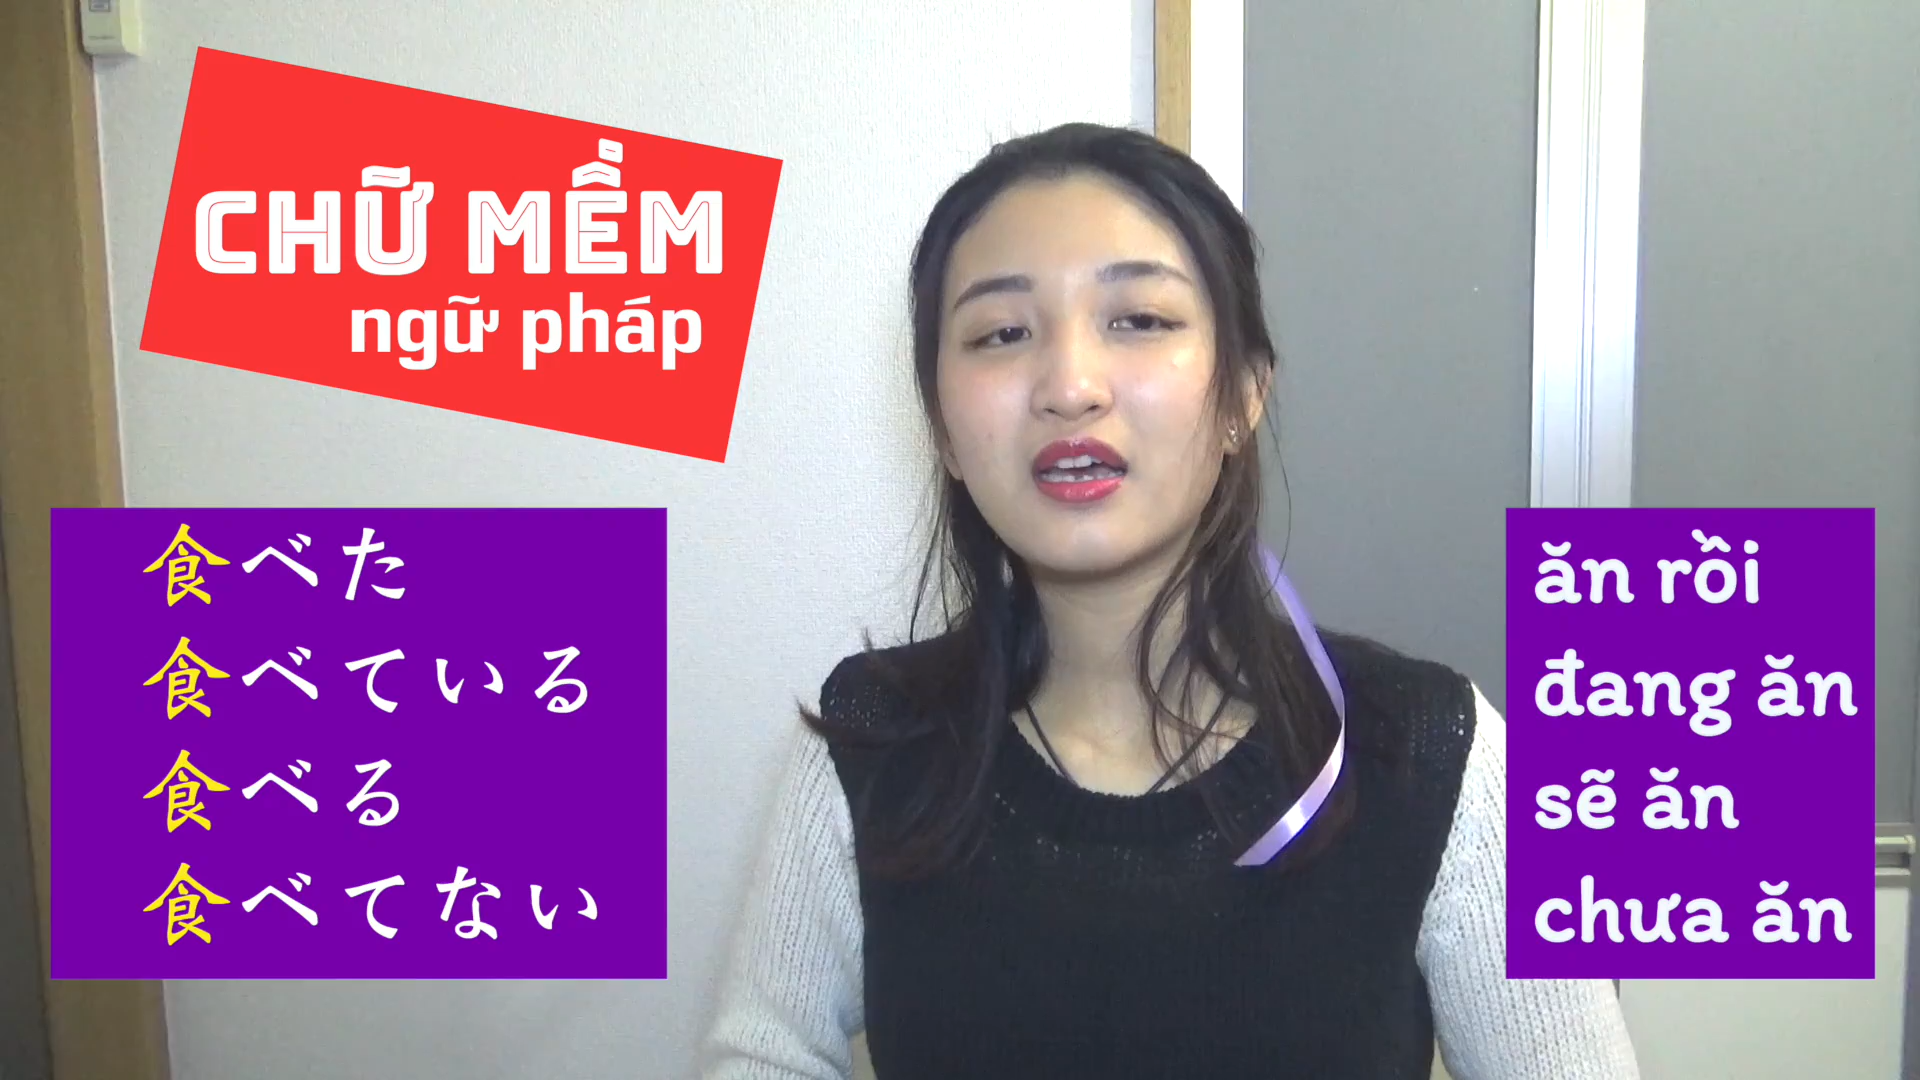 CHỮ MỀM
ngữ pháp
食べた
食べている
食べる
食べてない
ăn rồi
đang ăn
sẽ ăn
chưa ăn